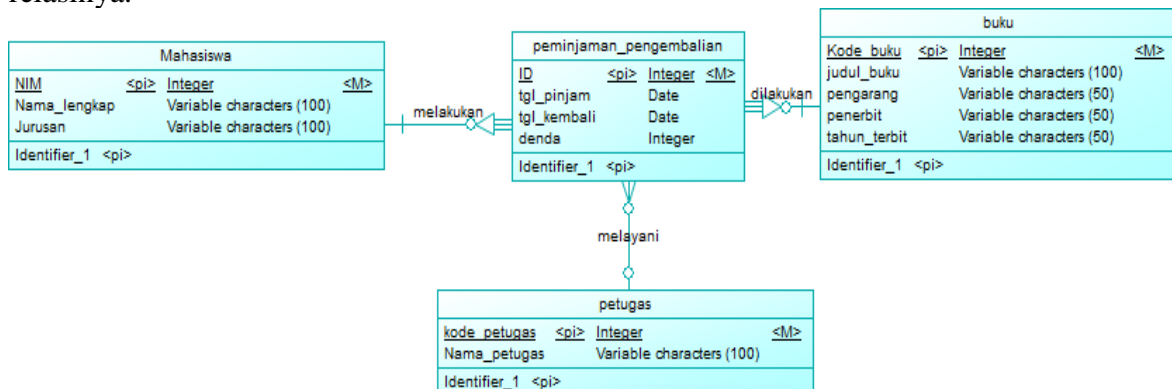 Mahasiswa
NIM <pi> Integer <M>
Nama_lengkap Variable characters (100)
Jurusan Variable characters (100)
Identifier_1 <pi>
melakukan
peminjaman_pengembalian
ID <pi> Integer <M>
tgl_pinjam Date
tgl_kembali Date
denda Integer
Identifier_1 <pi>
dilakukan
buku
Kode_buku <pi> Integer <M>
judul_buku Variable characters (100)
pengarang Variable characters (50)
penerbit Variable characters (50)
tahun_terbit Variable characters (50)
Identifier_1 <pi>
melayani
petugas
kode_petugas <pi> Integer <M>
Nama_petugas Variable characters (100)
Identifier_1 <pi>